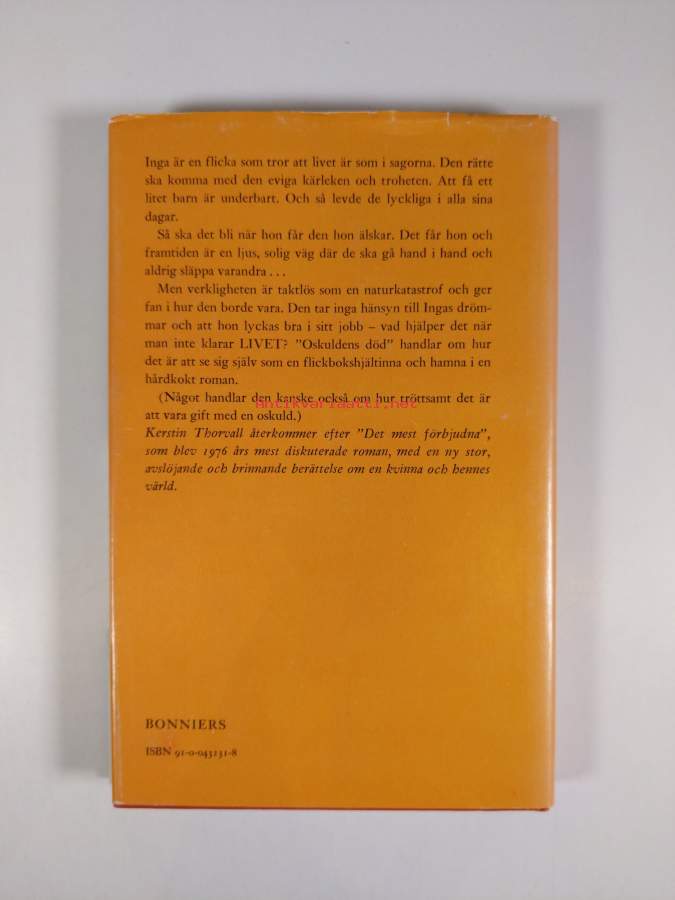 Inga är en flicka som tror att livet är som i sagorna. Den rätte
ska komma med den eviga kärleken och troheten. Att få ett
litet barn är underbart. Och så levde de lyckliga i alla sina
dagar.
Så ska det bli när hon får den hon älskar. Det får hon och
framtiden är en ljus, solig väg där de ska gå hand i hand och
aldrig släppa varandra . . .
Men verkligheten är taktlös som en naturkatastrof och ger
fan i hur den borde vara. Den tar inga hänsyn till Ingas dröm-
mar och att hon lyckas bra i sitt jobb – vad hjälper det när
man inte klarar LIVET? ”Oskuldens död” handlar om hur
det är att se sig själv som en flickbokshjältinna och hamna i en
hårdkokt roman.
(Något handlar den kanske också om hur tröttsamt det är
Antikvariaatti.net
att vara gift med en oskuld.)
Kerstin Thorvall återkommer efter ”Det mest förbjudna”,
som blev 1976 års mest diskuterade roman, med en ny stor,
avslöjande och brinnande berättelse om en kvinna och hennes
värld.
BONNIERS
ISBN 91-0-043131-8